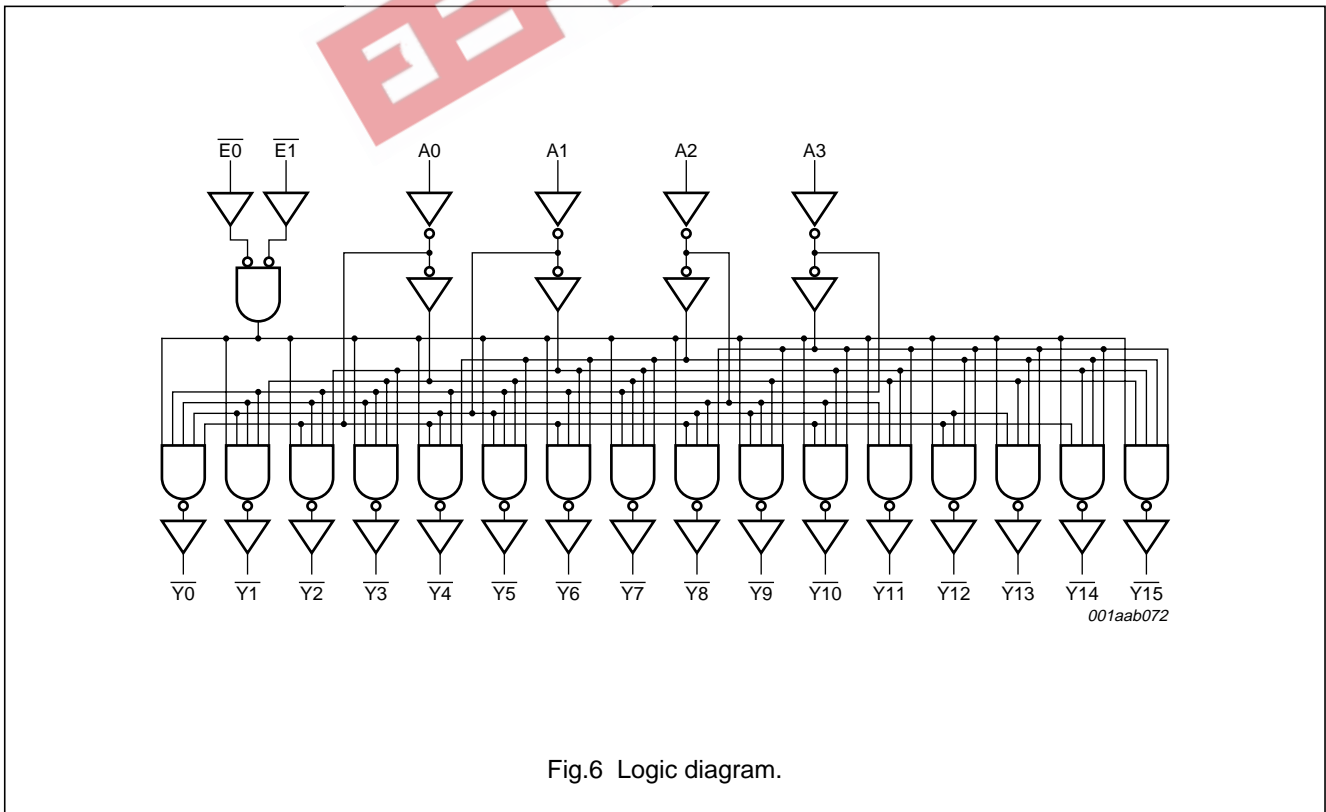 E0 E1 A0 A1 A2 A3
Y0 Y1 Y2 Y3 Y4 Y5 Y6 Y7 Y8 Y9 Y10 Y11 Y12 Y13 Y14 Y15
001aab072
Fig.6 Logic diagram.